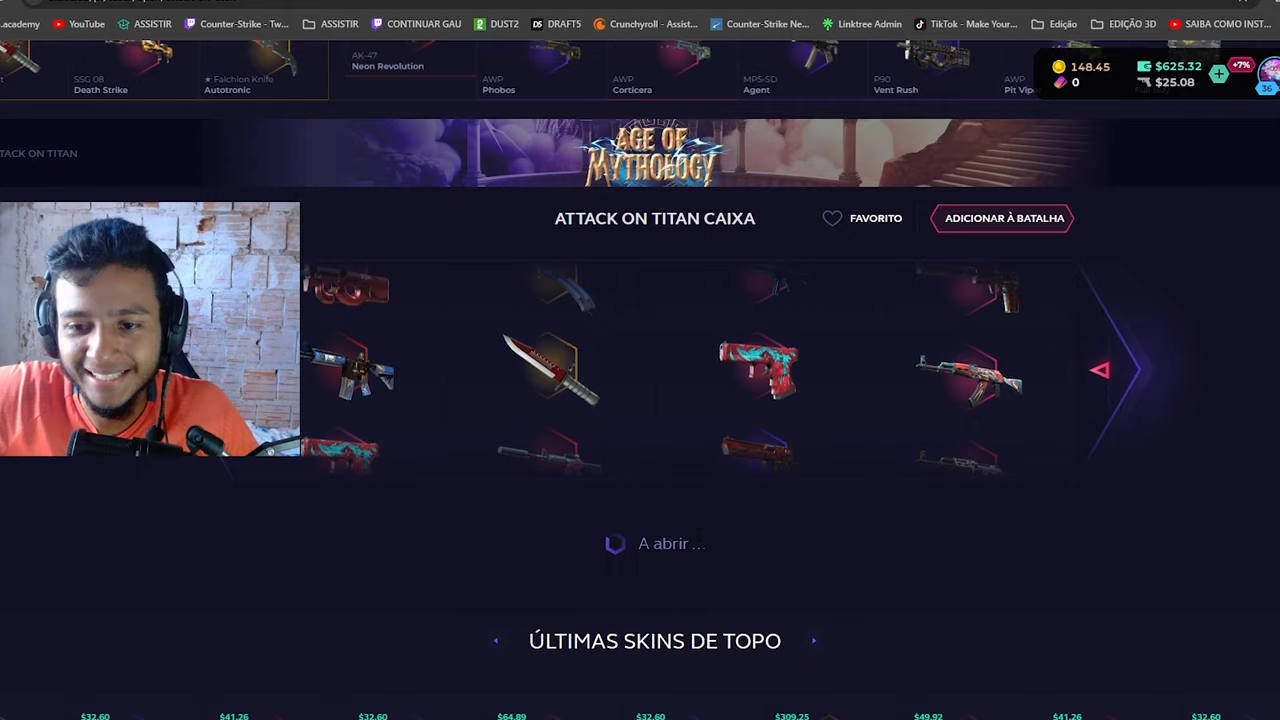 .academy
YouTube
ASSISTIR
Counter-Strike - Tw...
ASSISTIR
CONTINUAR GAU
DUST2
DRAFT5
Crunchyroll - Assist...
Counter-Strike Ne...
Linktree Admin
TikTok - Make Your...
Edição
EDIÇÃO 3D
SAIBA COMO INST...
SSG 08
Death Strike
★ Falchion Knife
Autotronic
AK-47
Neon Revolution
AWP
Phobos
AWP
Corticera
MP5-SD
Agent
P90
Vent Rush
AWP
Pit Vip
148.45
0
$625.32
$25.08
+7%
36
TACK ON TITAN
AGE OF
MYTHOLOGY
ATTACK ON TITAN CAIXA
FAVORITO
ADICIONAR À BATALHA
A abrir ...
ÚLTIMAS SKINS DE TOPO
$32.60
$41.26
$32.60
$64.89
$32.60
$309.25
$49.92
$41.26
$32.60